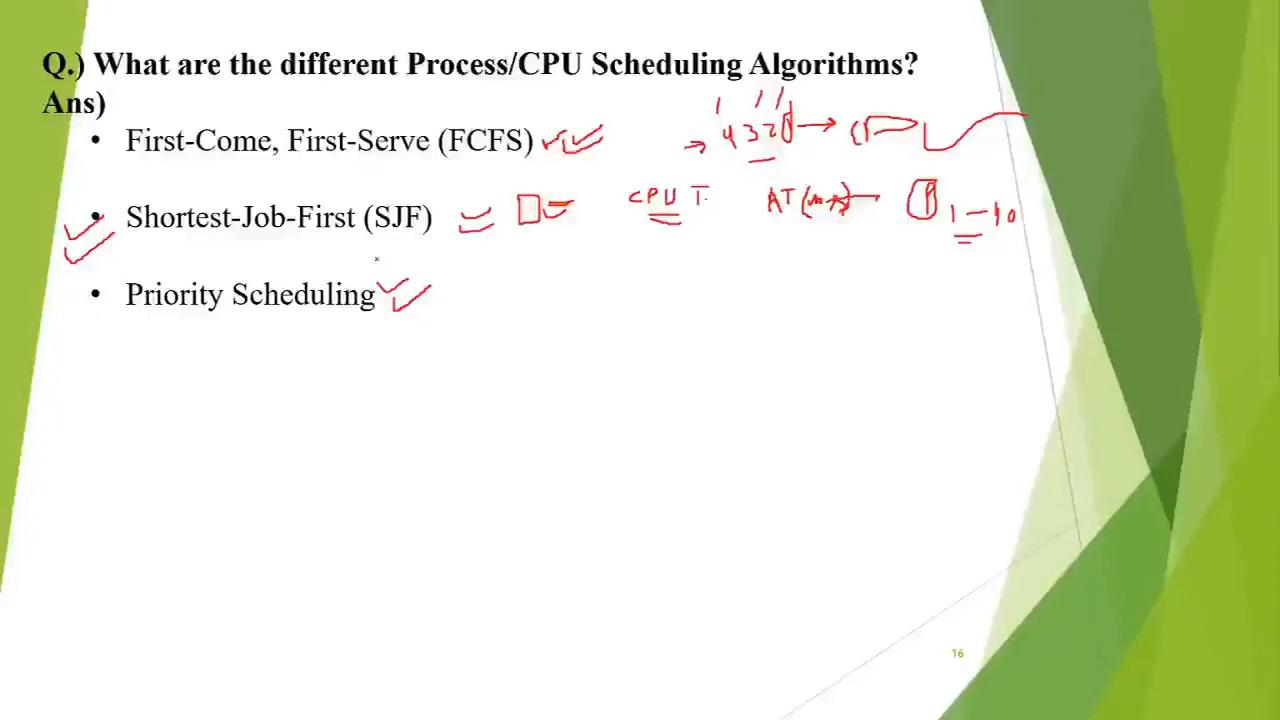 Q.) What are the different Process/CPU Scheduling Algorithms?
Ans)
• First-Come, First-Serve (FCFS)
4 3 2
• Shortest-Job-First (SJF)
CPU T AT 1 - 10
• Priority Scheduling
16